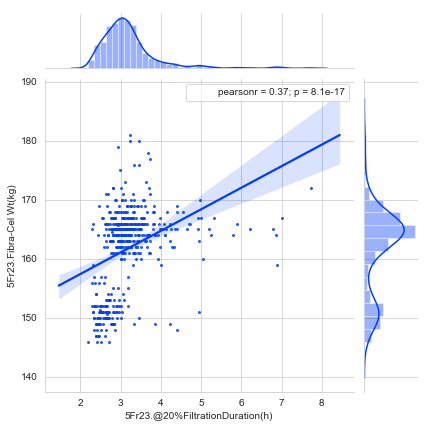 190
pearsonr = 0.37; p = 8.1e-17
180
170
160
150
140
5Fr23.Fibra-Cel Wt(kg)
2 3 4 5 6 7 8
5Fr23.@20%FiltrationDuration(h)